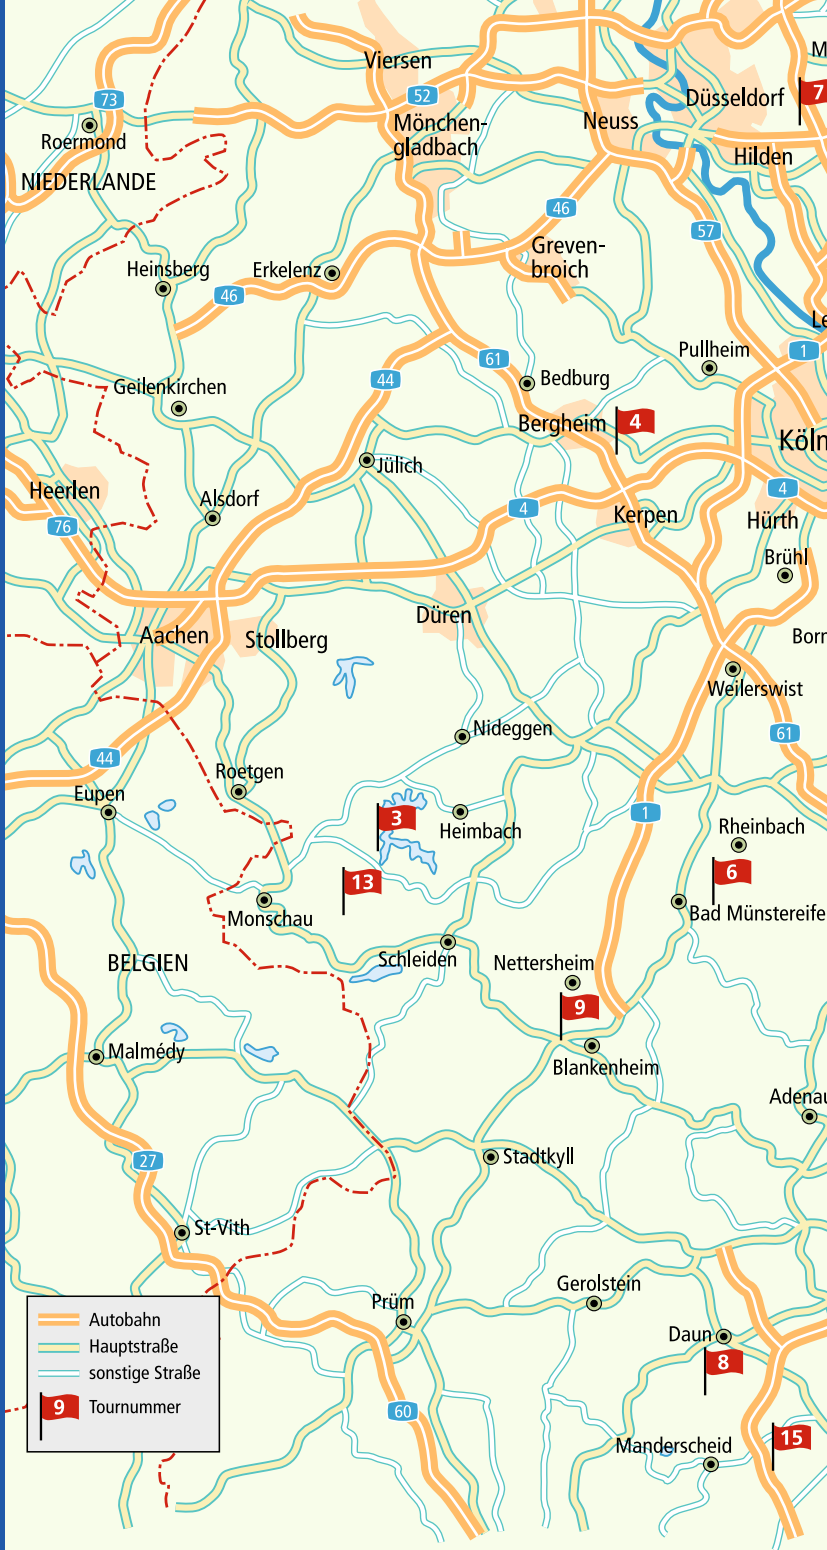 Viersen
M
73
52
Düsseldorf
7
Roermond
Mönchen-
gladbach
Neuss
NIEDERLANDE
Hilden
46
57
Heinsberg
Erkelenz
Greven-
broich
46
Le
1
Pullheim
61
44
Bedburg
Geilenkirchen
Bergheim
4
Köln
Jülich
Heerlen
Alsdorf
4
76
4
Kerpen
Hürth
Brühl
Düren
Aachen
Stollberg
Born
Weilerswist
Nideggen
61
44
Roetgen
Eupen
3
Heimbach
1
Rheinbach
6
13
Monschau
Bad Münstereife
BELGIEN
Schleiden
Nettersheim
9
Malmédy
Blankenheim
Adenau
27
Stadtkyll
St-Vith
Gerolstein
Prüm
Autobahn
Hauptstraße
sonstige Straße
9 Tournummer
Daun
8
60
Manderscheid
15